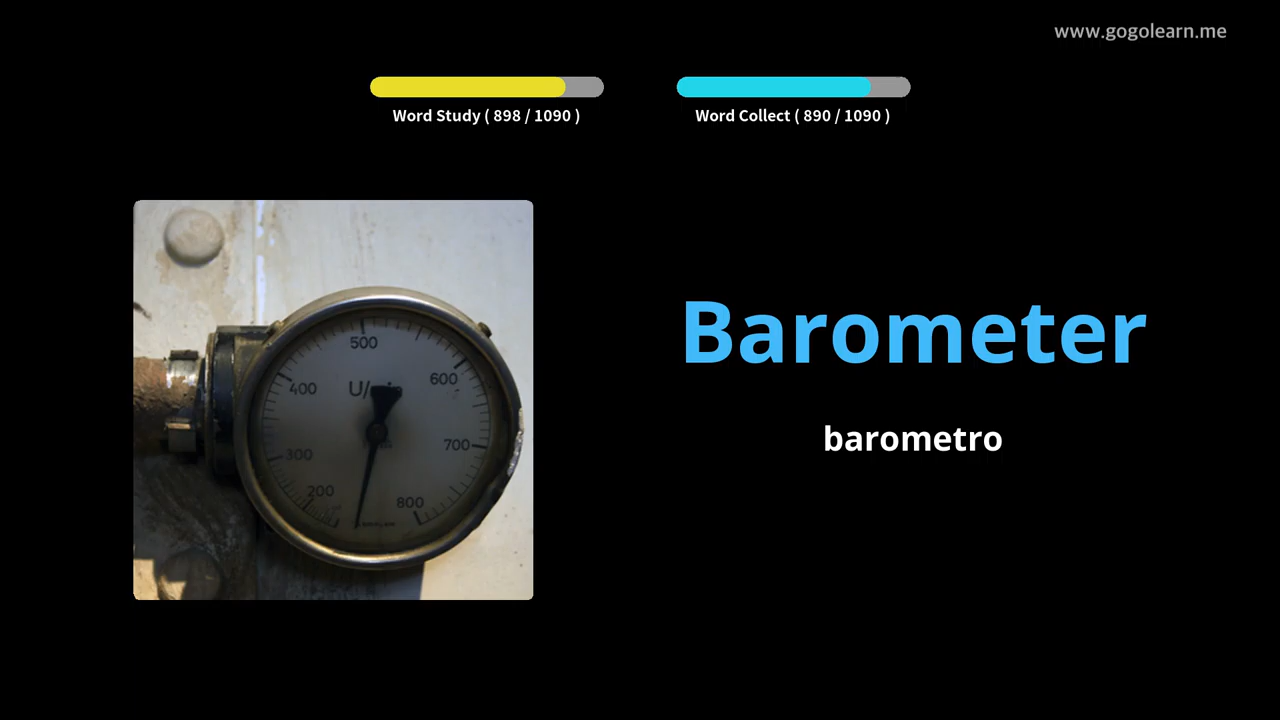 www.gogolearn.me
Word Study ( 898 / 1090 )
Word Collect ( 890 / 1090 )
500
400
600
300
700
200
800
Barometer
barometro